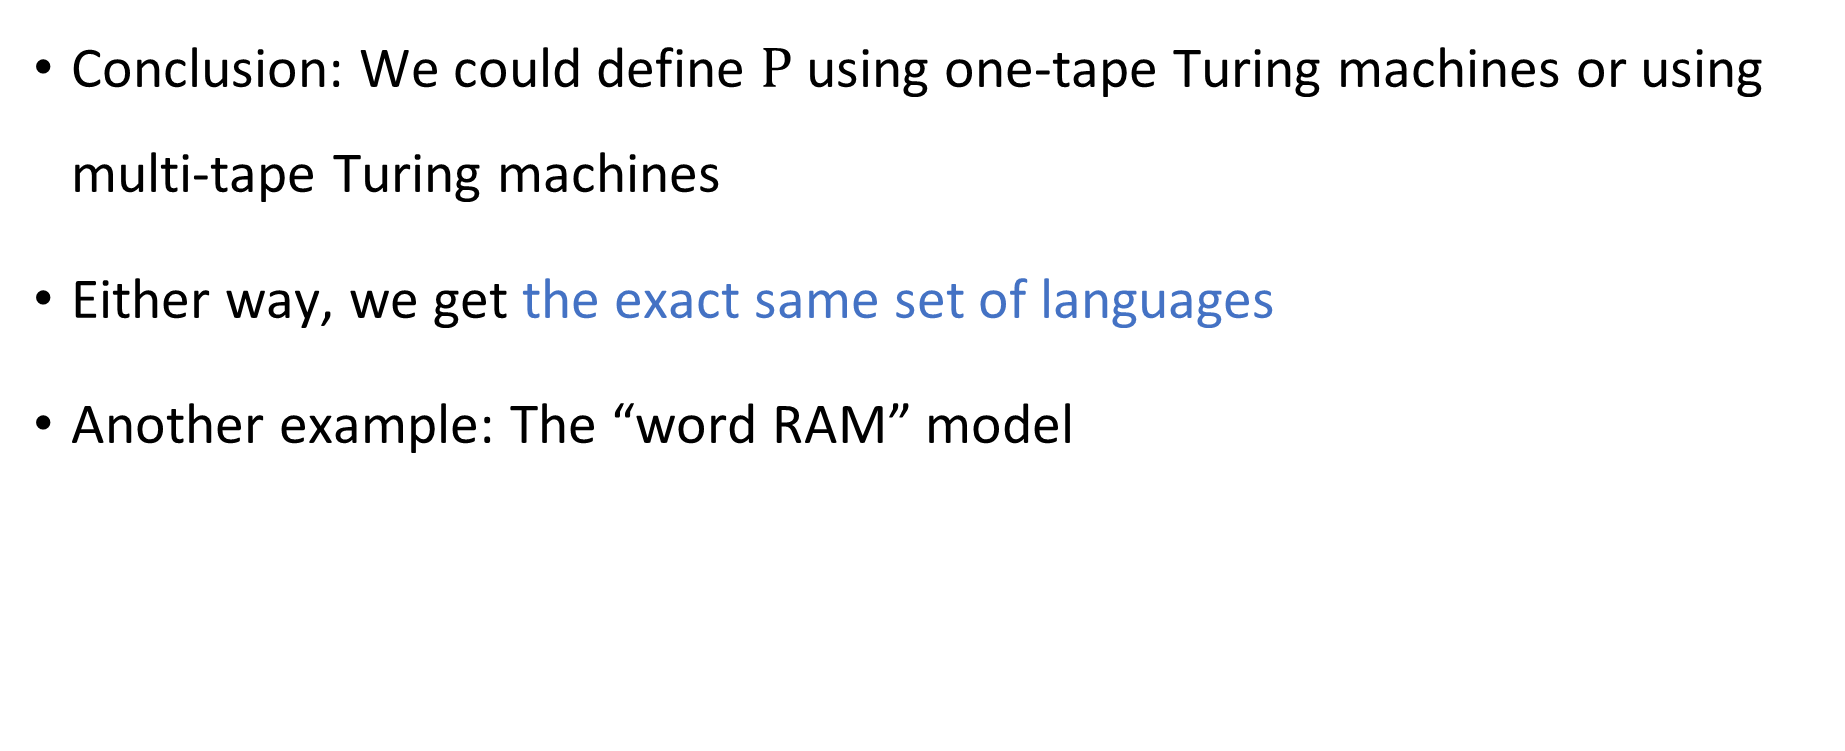 • Conclusion: We could define P using one-tape Turing machines or using
multi-tape Turing machines
• Either way, we get the exact same set of languages
• Another example: The “word RAM” model